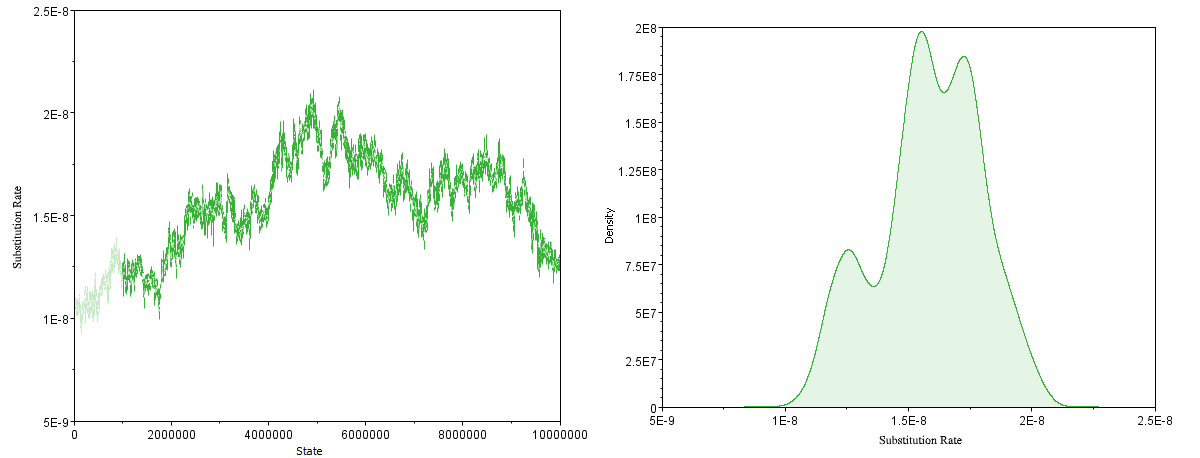 2.5E-8
2E-8
1.5E-8
1E-8
5E-9
Substitution Rate
0
2000000
4000000
6000000
8000000
10000000
State
2E8
1.75E8
1.5E8
1.25E8
1E8
7.5E7
5E7
2.5E7
0
Density
5E-9
1E-8
1.5E-8
2E-8
2.5E-8
Substitution Rate